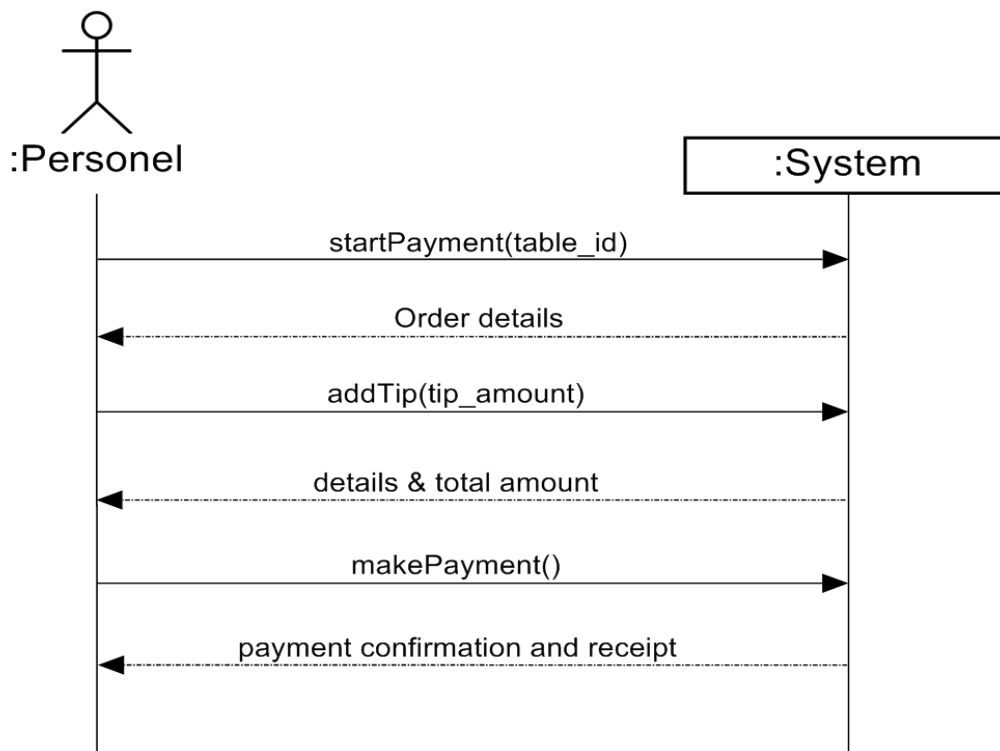 :Personel
:System
startPayment(table_id)
Order details
addTip(tip_amount)
details & total amount
makePayment()
payment confirmation and receipt